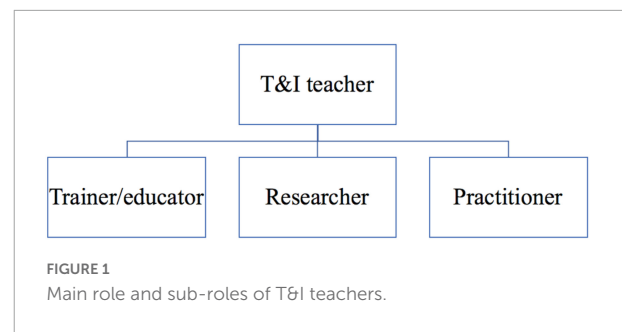 T&I teacher
Trainer/educator Researcher Practitioner
FIGURE 1
Main role and sub-roles of T&I teachers.